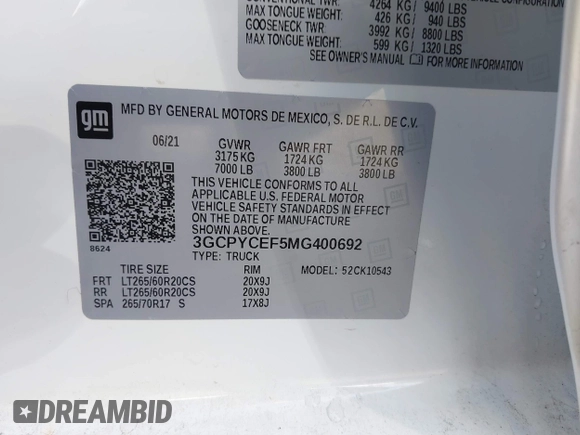 CONVENTIONAL TWR 4264 KG/ 9400 LBS
MAX TONGUE WEIGHT: 426 KG/ 940 LBS
GOOSENECK TWR: 3992 KG/ 8800 LBS
MAX TONGUE WEIGHT: 599 KG/ 1320 LBS
SEE OWNER'S MANUAL FOR MORE INFORMATION
gm
MFD BY GENERAL MOTORS DE MEXICO, S. DE R.L. DE C.V.
06/21 GVWR GAWR FRT GAWR RR
3175 KG 1724 KG 1724 KG
7000 LB 3800 LB 3800 LB
THIS VEHICLE CONFORMS TO ALL
APPLICABLE U.S. FEDERAL MOTOR
VEHICLE SAFETY STANDARDS IN EFFECT
ON THE DATE OF MANUFACTURE
SHOWN ABOVE.
8624
3GCPYCEF5MG400692
TYPE: TRUCK
TIRE SIZE RIM MODEL: 52CK10543
FRT LT265/60R20CS 20X9J
RR LT265/60R20CS 20X9J
SPA 265/70R17 S 17X8J
DREAMBID